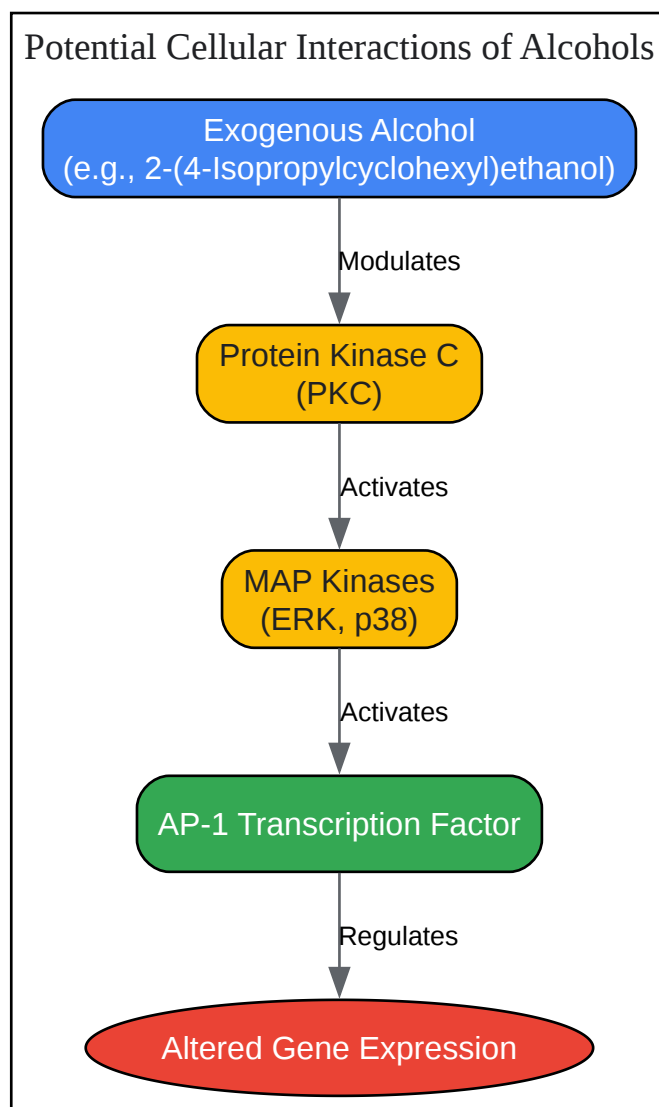 Potential Cellular Interactions of Alcohols
Exogenous Alcohol
(e.g., 2-(4-Isopropylcyclohexyl)ethanol)
Modulates
Protein Kinase C
(PKC)
Activates
MAP Kinases
(ERK, p38)
Activates
AP-1 Transcription Factor
Regulates
Altered Gene Expression